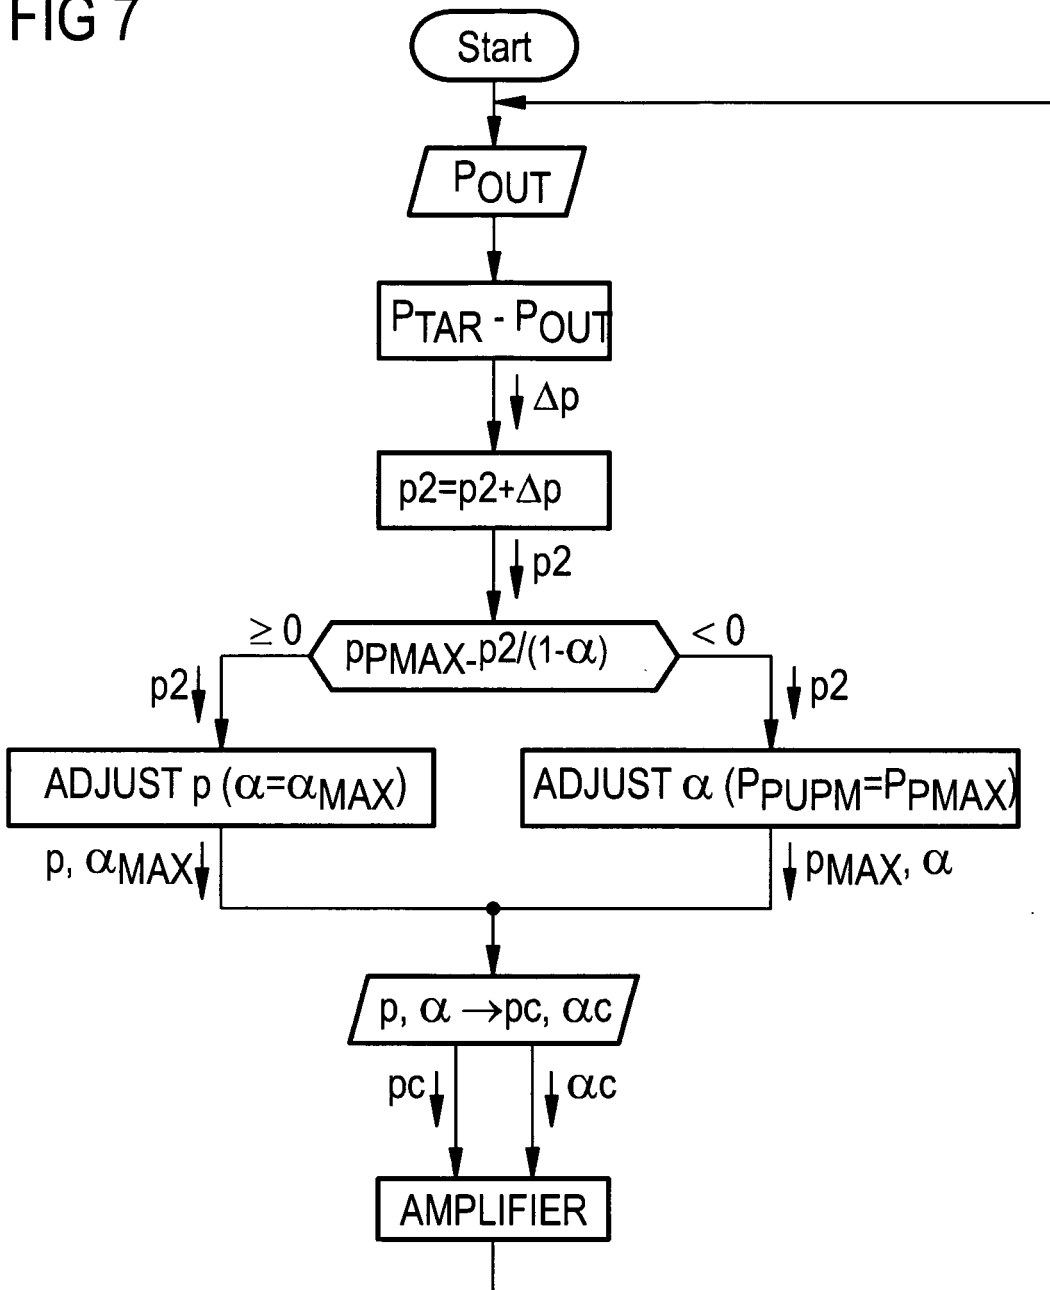 FIG 7
Start
POUT
PTAR - POUT
Δp
p2=p2+Δp
p2
≥ 0
pPMAX-p2/(1-α)
< 0
p2
p2
ADJUST p (α=αMAX)
ADJUST α (PPUPM=PPMAX)
p, αMAX
pMAX, α
p, α →pc, αc
pc
αc
AMPLIFIER